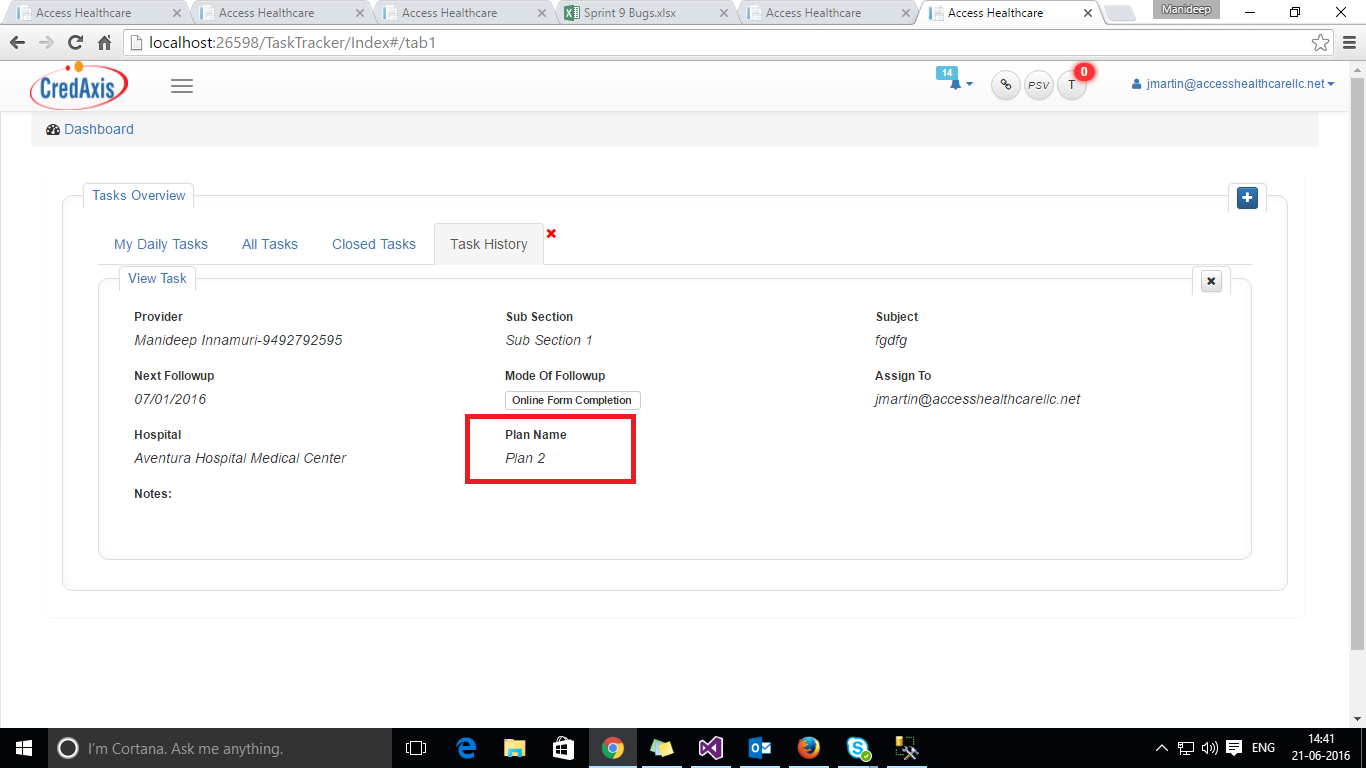 Access Healthcare
Access Healthcare
Access Healthcare
Sprint 9 Bugs.xlsx
Access Healthcare
Access Healthcare
Manideep
localhost:26598/TaskTracker/Index#/tab1
CredAxis
14
PSV
T
0
jmartin@accesshealthcarellc.net
Dashboard
Tasks Overview
My Daily Tasks All Tasks Closed Tasks Task History
View Task
Provider Sub Section Subject
Manideep Innamuri-9492792595 Sub Section 1 fgdfg
Next Followup Mode Of Followup Assign To
07/01/2016 Online Form Completion jmartin@accesshealthcarellc.net
Hospital Plan Name
Aventura Hospital Medical Center Plan 2
Notes:
I'm Cortana. Ask me anything.
ENG
14:41
21-06-2016